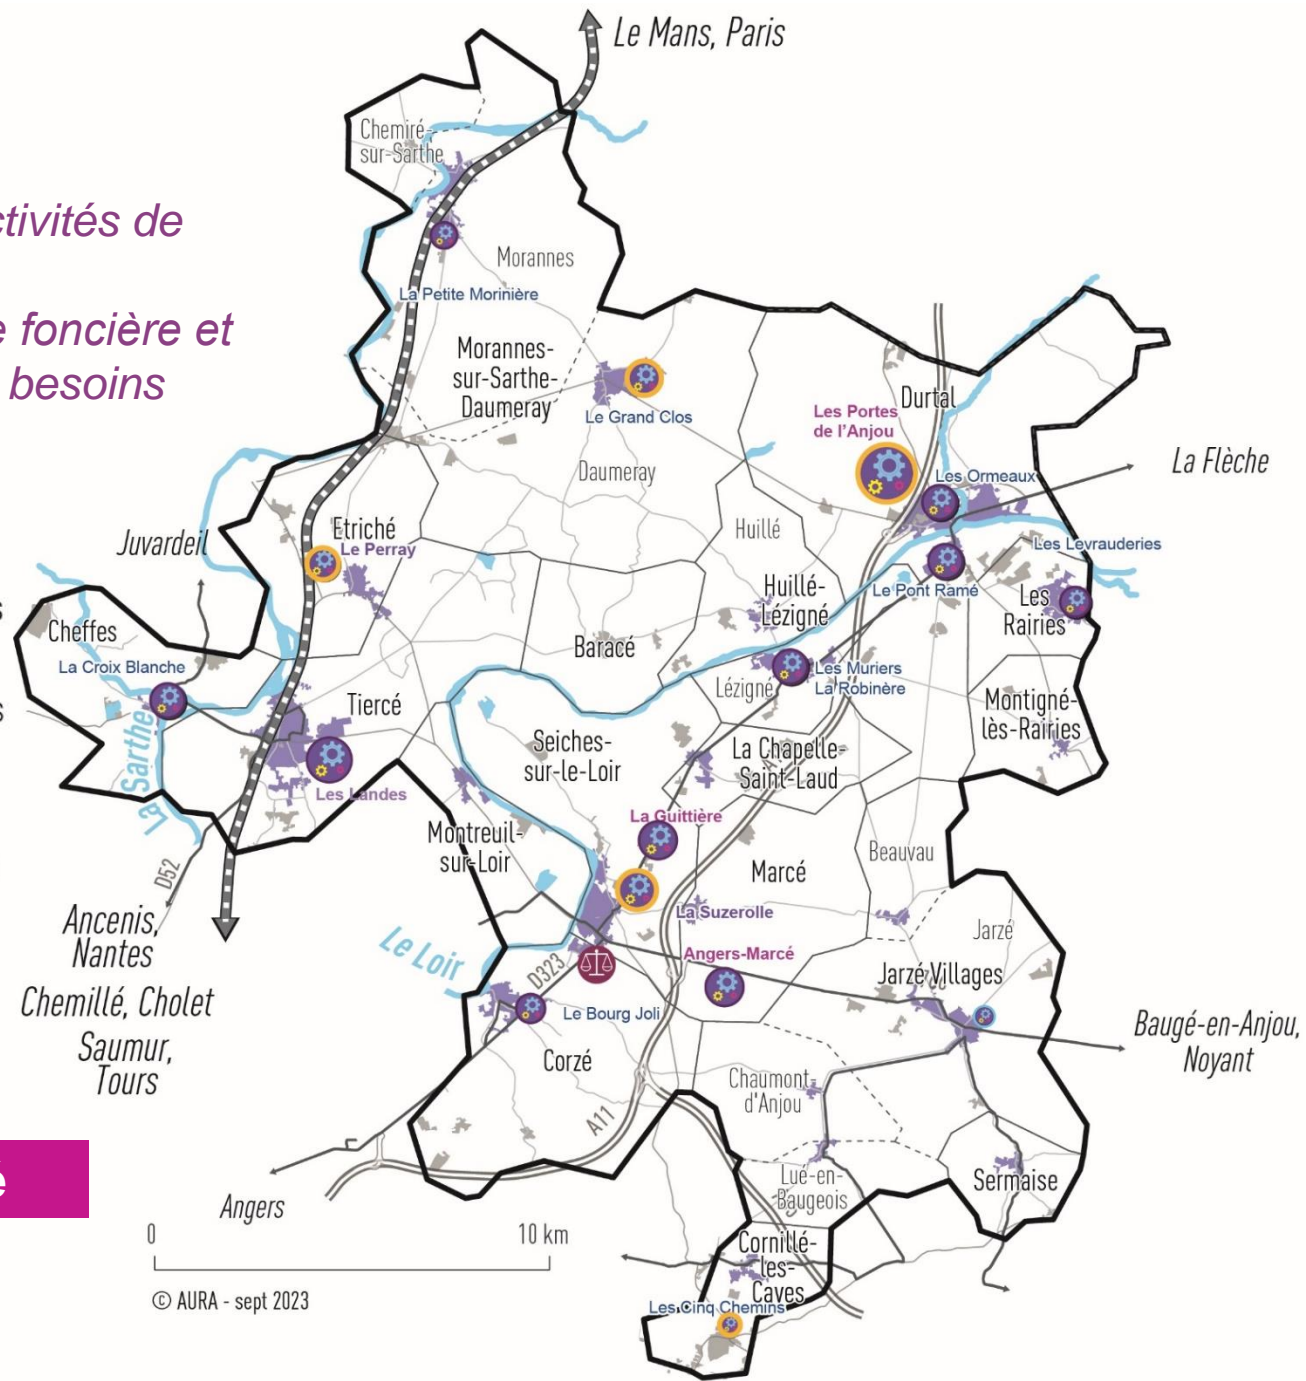 Le Mans, Paris
Chemiré-
sur-Sarthe
ctivités de
Morannes
La Petite Morinière
e foncière et
besoins
Morannes-
sur-Sarthe-
Daumeray
Le Grand Clos
Durtal
Les Portes
de l'Anjou
La Flèche
Daumeray
Les Ormeaux
Huillé
Juvardeil
Etriché
Le Perray
Les Levrauderies
Le Pont Ramé
Huillé-
Lézigné
Les
Rairies
s
Cheffes
Baracé
La Croix Blanche
Lézigné
Les Muriers
La Robinère
s
Tiercé
Montigné-
lès-Rairies
La Sarthe
Seiches-
sur-le-Loir
La Chapelle-
Saint-Laud
Les Landes
La Guittière
Montreuil-
sur-Loir
Marcé
Beauvau
D52
La Suzerolle
Ancenis,
Nantes
Jarzé
Le Loir
D323
Angers-Marcé
Jarzé Villages
Chemillé, Cholet
Le Bourg Joli
Baugé-en-Anjou,
Noyant
Saumur,
Tours
Corzé
Chaumont-
d'Anjou
A11
é
Lué-en-
Baugeois
Sermaise
Angers
0
10 km
Cornillé-
les-
Caves
© AURA - sept 2023
Les Cinq Chemins